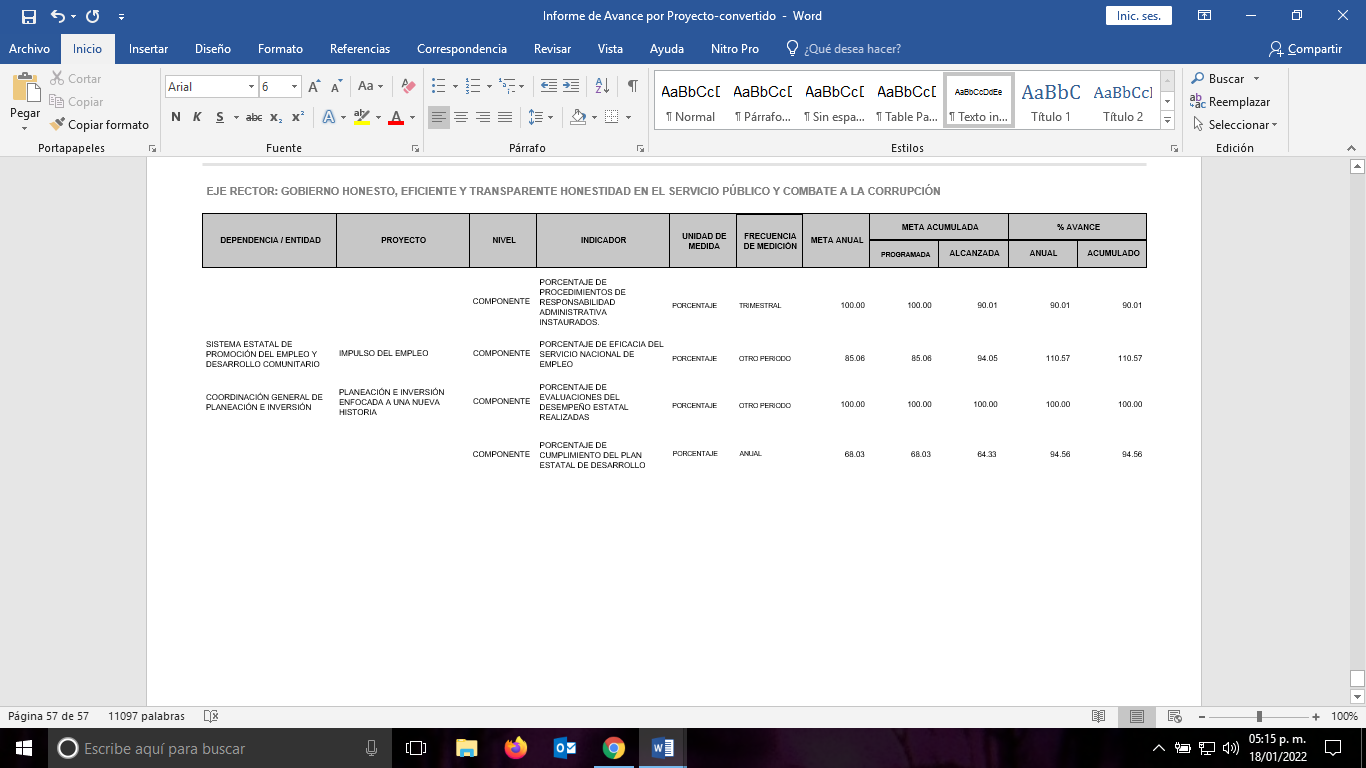 Informe de Avance por Proyecto-convertido - Word
Inic. ses.
Archivo Inicio Insertar Diseño Formato Referencias Correspondencia Revisar Vista Ayuda Nitro Pro ¿Qué desea hacer? Compartir
Pegar
Cortar
Copiar
Copiar formato
Portapapeles
Arial 6
Aa
N K S abc x₂ x²
Fuente
Párrafo
AaBbCcD AaBbCcD AaBbCcD AaBbCcD AaBbCcDdEe AaBbC AaBbCcI
¶ Normal ¶ Párrafo... ¶ Sin espa... ¶ Table Pa... ¶ Texto in... Título 1 Título 2
Estilos
Buscar
Reemplazar
Seleccionar
Edición
EJE RECTOR: GOBIERNO HONESTO, EFICIENTE Y TRANSPARENTE HONESTIDAD EN EL SERVICIO PÚBLICO Y COMBATE A LA CORRUPCIÓN
DEPENDENCIA / ENTIDAD
PROYECTO
NIVEL
INDICADOR
UNIDAD DE
MEDIDA
FRECUENCIA
DE MEDICIÓN
META ANUAL
META ACUMULADA
PROGRAMADA
ALCANZADA
% AVANCE
ANUAL
ACUMULADO
COMPONENTE
PORCENTAJE DE
PROCEDIMIENTOS DE
RESPONSABILIDAD
ADMINISTRATIVA
INSTAURADOS.
PORCENTAJE
TRIMESTRAL
100.00
100.00
90.01
90.01
90.01
SISTEMA ESTATAL DE
PROMOCIÓN DEL EMPLEO Y
DESARROLLO COMUNITARIO
IMPULSO DEL EMPLEO
COMPONENTE
PORCENTAJE DE EFICACIA DEL
SERVICIO NACIONAL DE
EMPLEO
PORCENTAJE
OTRO PERIODO
85.06
85.06
94.05
110.57
110.57
COORDINACIÓN GENERAL DE
PLANEACIÓN E INVERSIÓN
PLANEACIÓN E INVERSIÓN
ENFOCADA A UNA NUEVA
HISTORIA
COMPONENTE
PORCENTAJE DE
EVALUACIONES DEL
DESEMPEÑO ESTATAL
REALIZADAS
PORCENTAJE
OTRO PERIODO
100.00
100.00
100.00
100.00
100.00
COMPONENTE
PORCENTAJE DE
CUMPLIMIENTO DEL PLAN
ESTATAL DE DESARROLLO
PORCENTAJE
ANUAL
68.03
68.03
64.33
94.56
94.56
Página 57 de 57 11097 palabras
100%
Escribe aquí para buscar
05:15 p. m.
18/01/2022